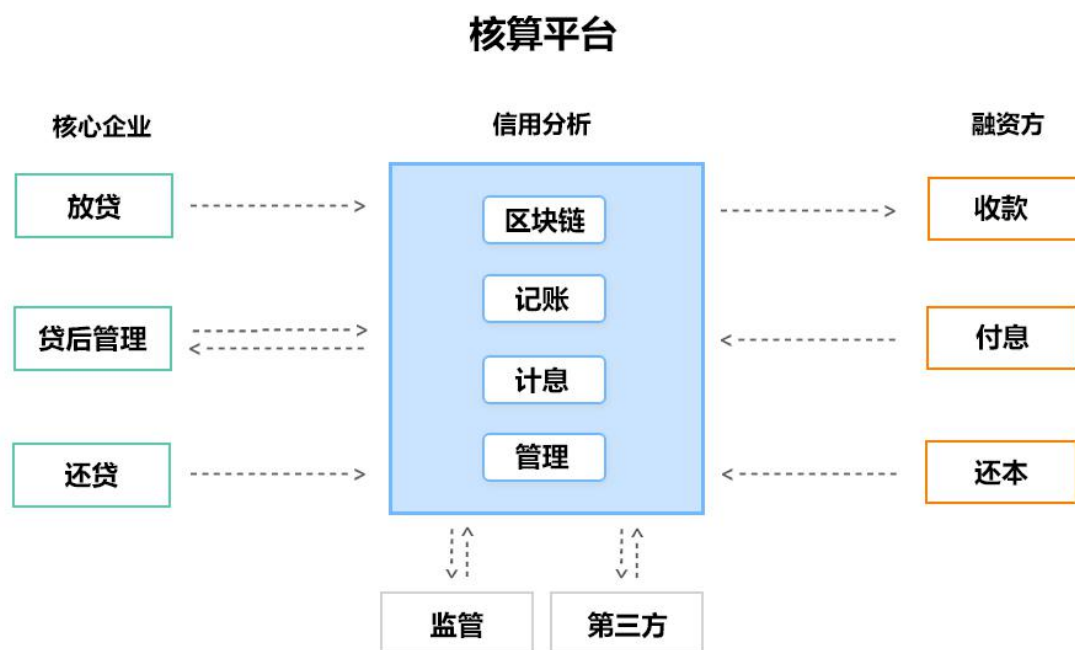 核算平台
核心企业
信用分析
融资方
放贷
区块链
收款
贷后管理
记账
付息
计息
还贷
管理
还本
监管
第三方